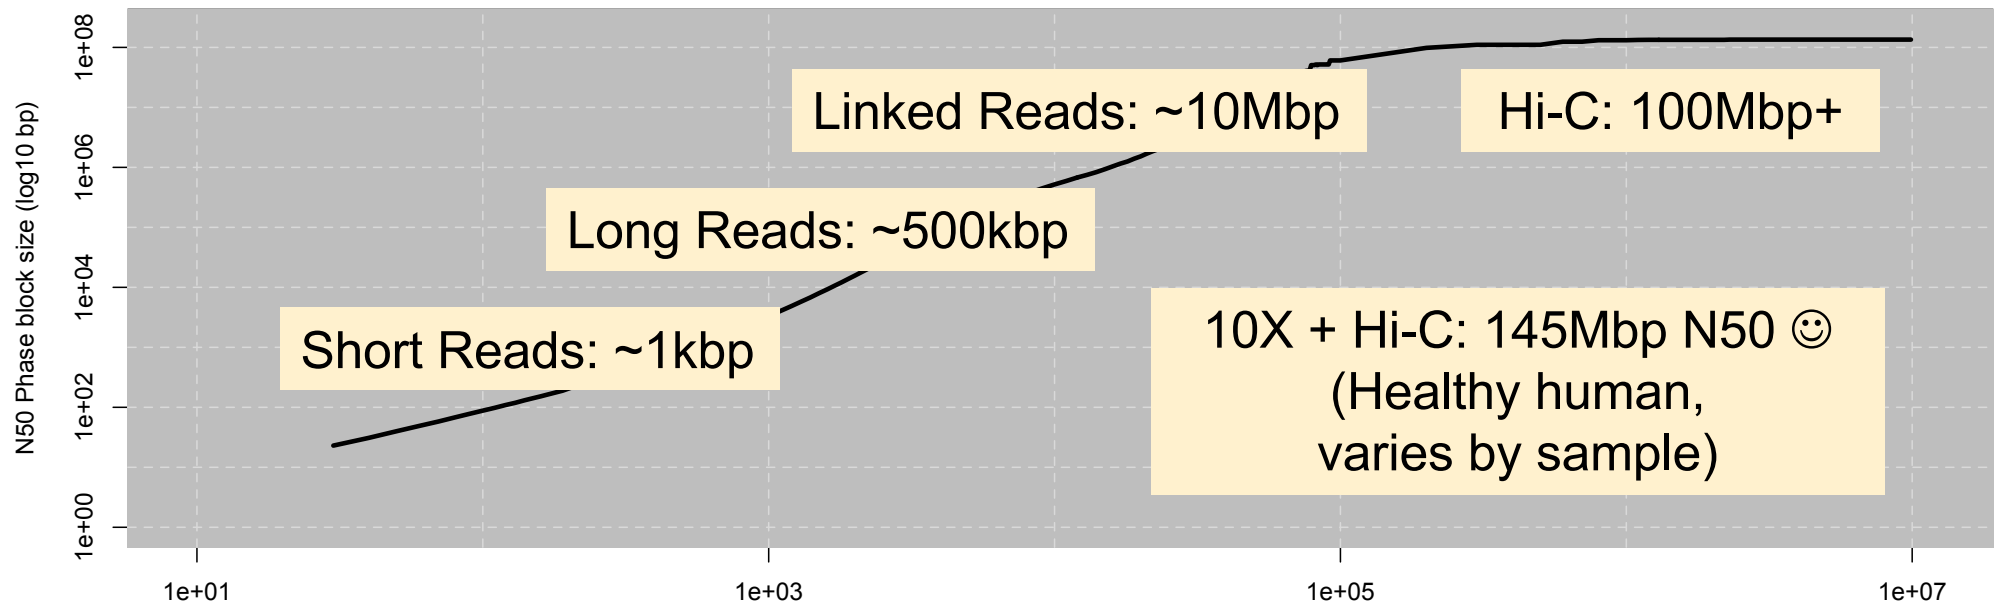 N50 Phase block size (log10 bp)
1e+08
1e+06
1e+04
1e+02
1e+00
Linked Reads: ~10Mbp
Hi-C: 100Mbp+
Long Reads: ~500kbp
Short Reads: ~1kbp
10X + Hi-C: 145Mbp N50 ☺
(Healthy human,
varies by sample)
1e+01
1e+03
1e+05
1e+07